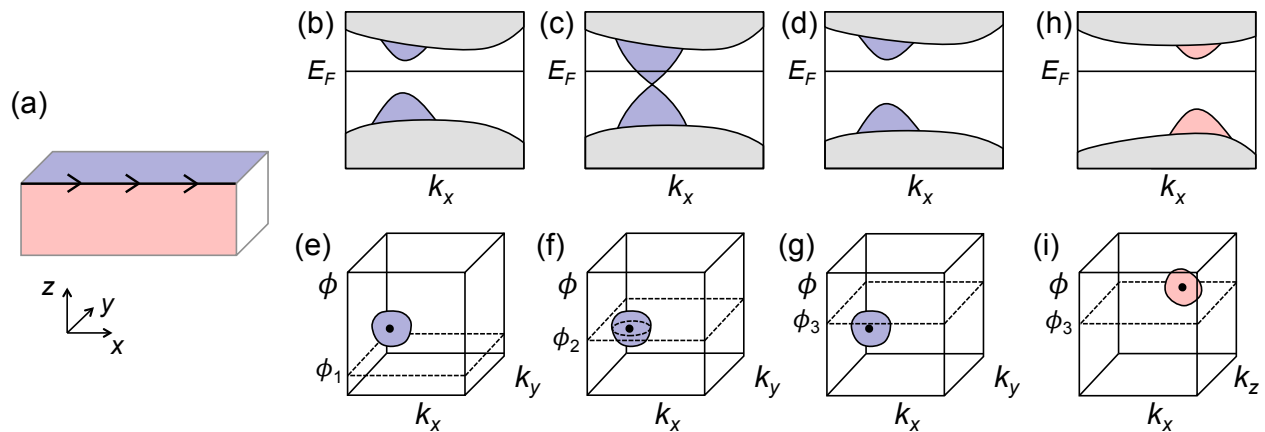 (a)
z
y
x
(b)
E_F
k_x
(c)
E_F
k_x
(d)
E_F
k_x
(h)
E_F
k_x
(e)
ϕ
ϕ_1
k_x
k_y
(f)
ϕ
ϕ_2
k_x
k_y
(g)
ϕ
ϕ_3
k_x
k_y
(i)
ϕ
ϕ_3
k_x
k_z